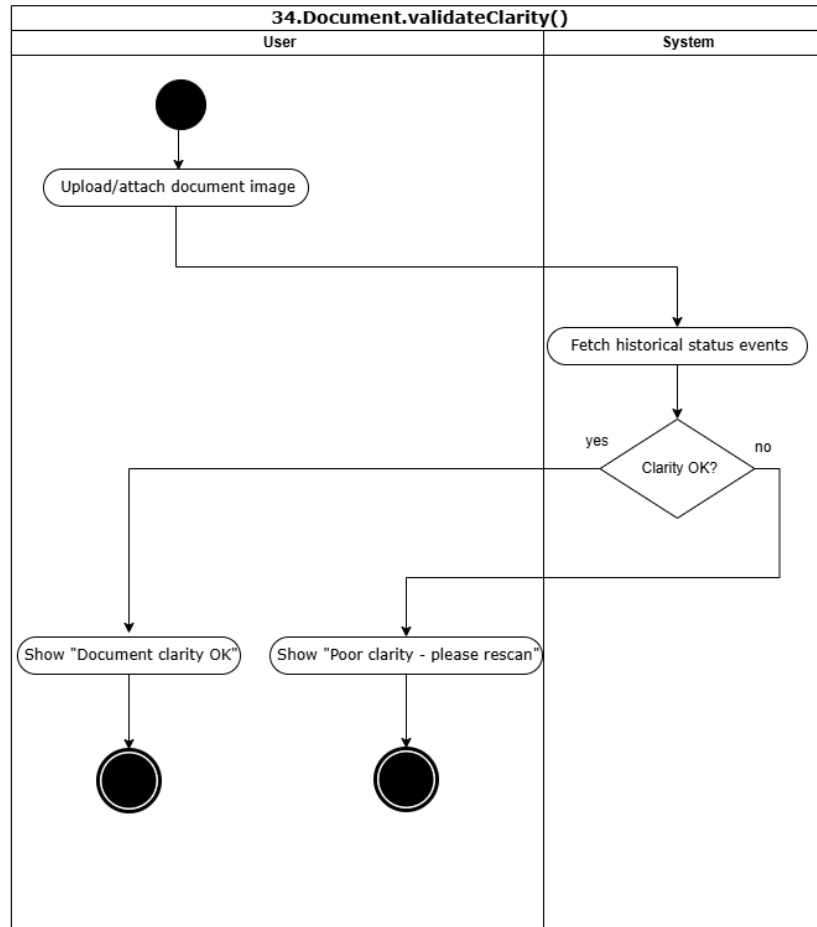 34.Document.validateClarity()
User
System
Upload/attach document image
Fetch historical status events
yes
Clarity OK?
no
Show "Document clarity OK"
Show "Poor clarity - please rescan"